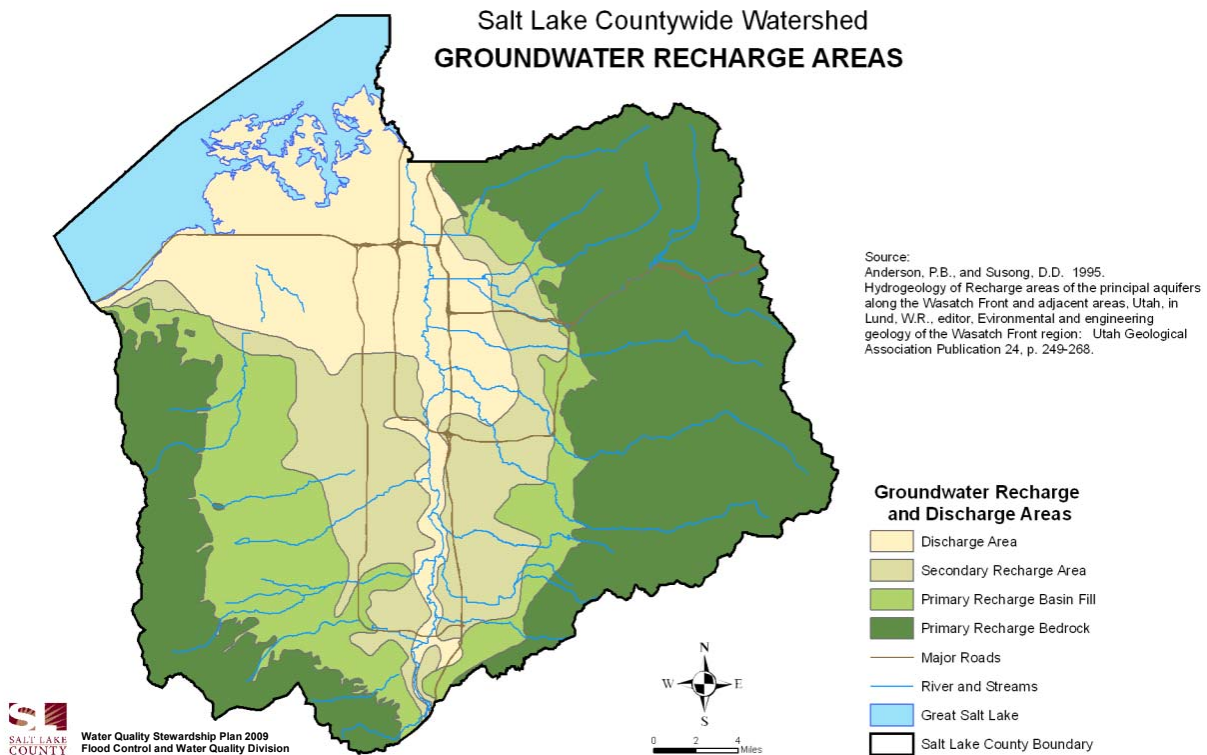 Salt Lake Countywide Watershed
GROUNDWATER RECHARGE AREAS
Source:
Anderson, P.B., and Susong, D.D. 1995.
Hydrogeology of Recharge areas of the principal aquifers
along the Wasatch Front and adjacent areas, Utah, in
Lund, W.R., editor, Evironmental and engineering
geology of the Wasatch Front region: Utah Geological
Association Publication 24, p. 249-268.
Groundwater Recharge
and Discharge Areas
Discharge Area
Secondary Recharge Area
Primary Recharge Basin Fill
Primary Recharge Bedrock
Major Roads
River and Streams
Great Salt Lake
Salt Lake County Boundary
N
W E
S
0 2 4
Miles
SL
SALT LAKE
COUNTY
Water Quality Stewardship Plan 2009
Flood Control and Water Quality Division